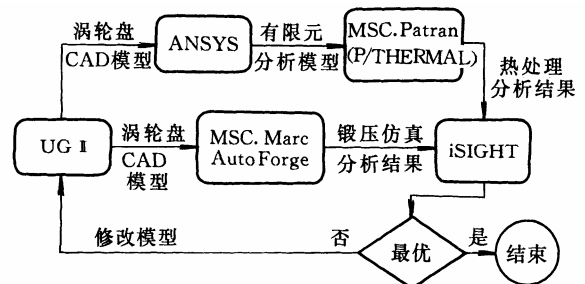 涡轮盘
CAD模型
ANSYS
有限元
分析模型
MSC. Patran
(P/THERMAL)
热处理
分析结果
UG Ⅱ
涡轮盘
CAD
模型
MSC. Marc
AutoForge
锻压仿真
分析结果
iSIGHT
修改模型
否
最优
是
结束